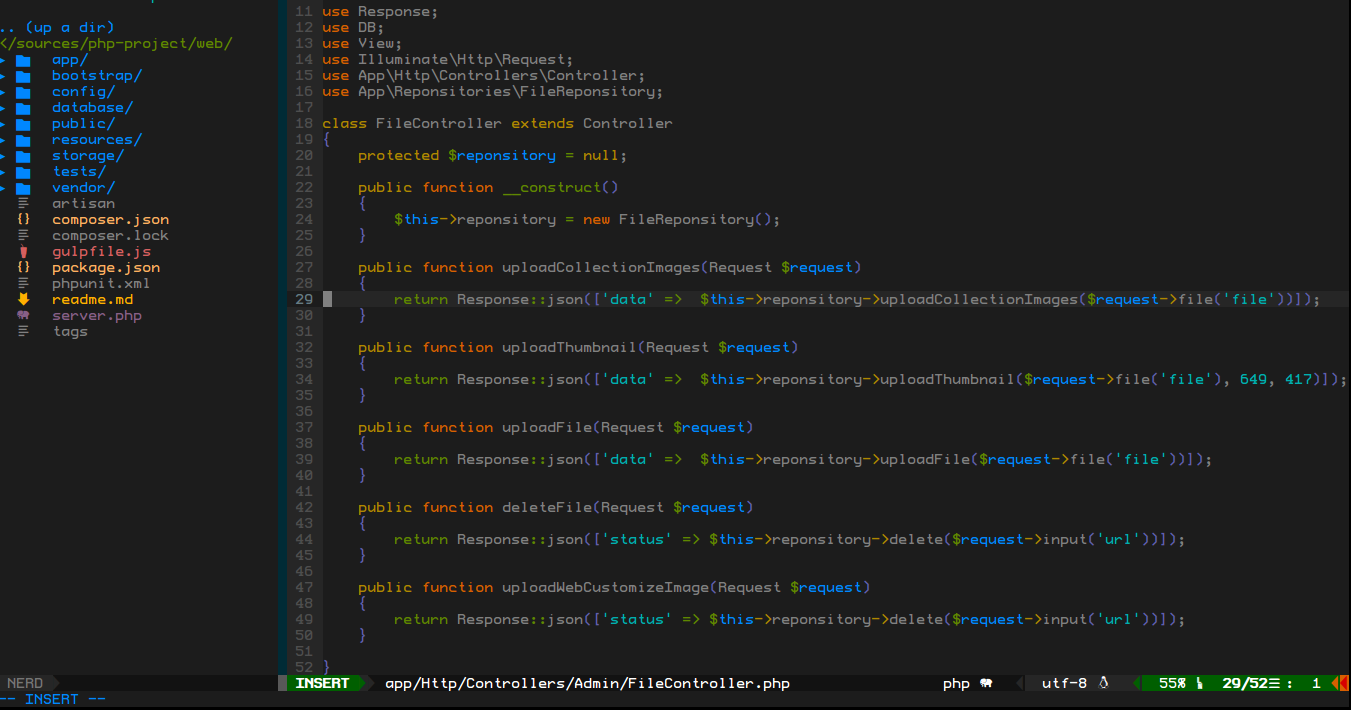 .. (up a dir)
</sources/php-project/web/
app/
bootstrap/
config/
database/
public/
resources/
storage/
tests/
vendor/
artisan
{} composer.json
composer.lock
gulpfile.js
{} package.json
phpunit.xml
readme.md
server.php
tags
NERD
11 use Response;
12 use DB;
13 use View;
14 use Illuminate\Http\Request;
15 use App\Http\Controllers\Controller;
16 use App\Reponsitories\FileReponsitory;
17
18 class FileController extends Controller
19 {
20     protected $reponsitory = null;
21
22     public function __construct()
23     {
24         $this->reponsitory = new FileReponsitory();
25     }
26
27     public function uploadCollectionImages(Request $request)
28     {
29         return Response::json(['data' =>  $this->reponsitory->uploadCollectionImages($request->file('file'))]);
30     }
31
32     public function uploadThumbnail(Request $request)
33     {
34         return Response::json(['data' =>  $this->reponsitory->uploadThumbnail($request->file('file'), 649, 417)]);
35     }
36
37     public function uploadFile(Request $request)
38     {
39         return Response::json(['data' =>  $this->reponsitory->uploadFile($request->file('file'))]);
40     }
41
42     public function deleteFile(Request $request)
43     {
44         return Response::json(['status' => $this->reponsitory->delete($request->input('url'))]);
45     }
46
47     public function uploadWebCustomizeImage(Request $request)
48     {
49         return Response::json(['status' => $this->reponsitory->delete($request->input('url'))]);
50     }
51
52 }
INSERT app/Http/Controllers/Admin/FileController.php php utf-8 55% 29/52☰ : 1
-- INSERT --